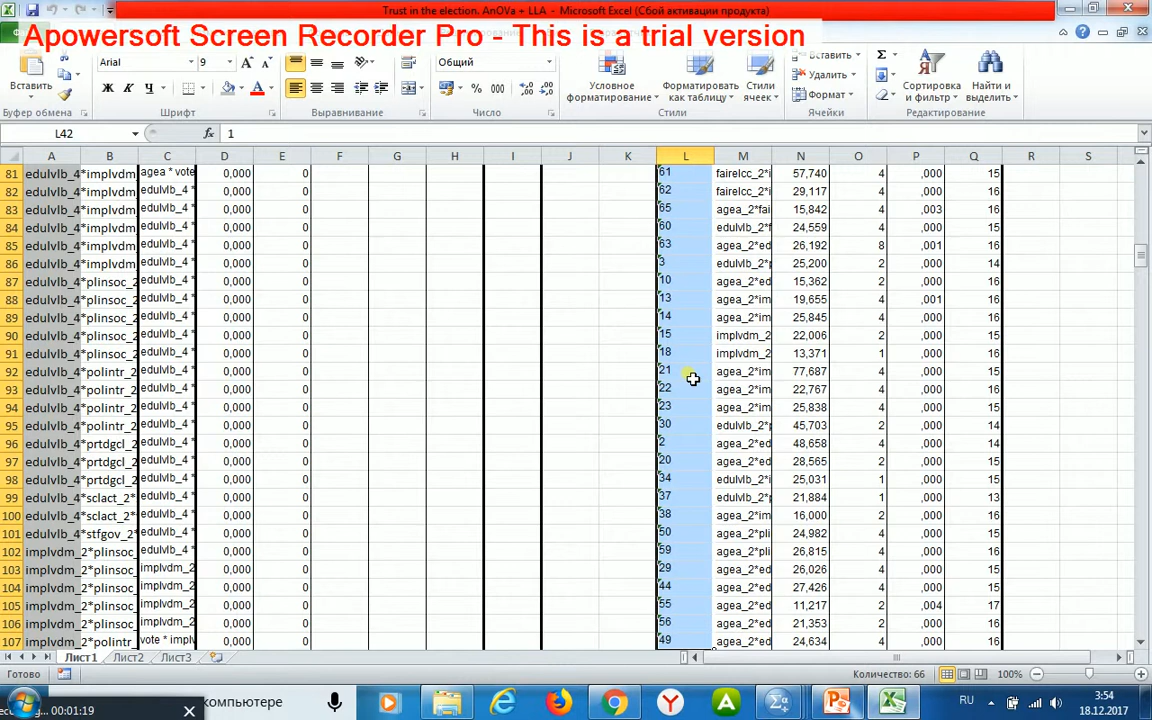 Trust in the election. AnOVa + LLA - Microsoft Excel (Сбой активации продукта)
Apowersoft Screen Recorder Pro - This is a trial version
Вставить Arial 9 Общий Условное форматирование Форматировать как таблицу Стили ячеек Вставить Удалить Формат Сортировка и фильтр Найти и выделить
Ж К Ч А % 000
Буфер обмена Шрифт Выравнивание Число Стили Ячейки Редактирование
L42 fx 1
A B C D E F G H I J K L M N O P Q R S
81 edulvlb_4*implvdm_ agea * vote 0,000 0 61 fairelcc_2*i 57,740 4 ,000 15
82 edulvlb_4*implvdm_ edulvlb_4 * 0,000 0 62 fairelcc_2*i 29,117 4 ,000 16
83 edulvlb_4*implvdm_ edulvlb_4 * 0,000 0 65 agea_2*fai 15,842 4 ,003 16
84 edulvlb_4*implvdm_ edulvlb_4 * 0,000 0 60 edulvlb_2*f 24,559 4 ,000 15
85 edulvlb_4*implvdm_ edulvlb_4 * 0,000 0 63 agea_2*ed 26,192 8 ,001 16
86 edulvlb_4*implvdm_ edulvlb_4 * 0,000 0 3 edulvlb_2*p 25,200 2 ,000 14
87 edulvlb_4*plinsoc_2 edulvlb_4 * 0,000 0 10 agea_2*ed 15,362 2 ,000 16
88 edulvlb_4*plinsoc_2 edulvlb_4 * 0,000 0 13 agea_2*im 19,655 4 ,001 16
89 edulvlb_4*plinsoc_2 edulvlb_4 * 0,000 0 14 agea_2*im 25,845 4 ,000 16
90 edulvlb_4*plinsoc_2 edulvlb_4 * 0,000 0 15 implvdm_2 22,006 2 ,000 15
91 edulvlb_4*plinsoc_2 edulvlb_4 * 0,000 0 18 implvdm_2 13,371 1 ,000 16
92 edulvlb_4*polintr_2 edulvlb_4 * 0,000 0 21 agea_2*im 77,687 4 ,000 15
93 edulvlb_4*polintr_2 edulvlb_4 * 0,000 0 22 agea_2*im 22,767 4 ,000 16
94 edulvlb_4*polintr_2 edulvlb_4 * 0,000 0 23 agea_2*im 25,838 4 ,000 15
95 edulvlb_4*polintr_2 edulvlb_4 * 0,000 0 30 edulvlb_2*p 45,703 2 ,000 14
96 edulvlb_4*prtdgcl_2 edulvlb_4 * 0,000 0 2 agea_2*ed 48,658 4 ,000 14
97 edulvlb_4*prtdgcl_2 edulvlb_4 * 0,000 0 20 agea_2*im 28,565 4 ,000 15
98 edulvlb_4*prtdgcl_2 edulvlb_4 * 0,000 0 34 edulvlb_2*i 25,031 1 ,000 15
99 edulvlb_4*sclact_2* edulvlb_4 * 0,000 0 37 edulvlb_2*p 21,884 1 ,000 13
100 edulvlb_4*sclact_2* edulvlb_4 * 0,000 0 38 agea_2*im 16,000 2 ,000 16
101 edulvlb_4*stfgov_2* edulvlb_4 * 0,000 0 50 agea_2*pli 24,982 4 ,000 15
102 implvdm_2*plinsoc_ edulvlb_4 * 0,000 0 59 agea_2*pli 26,815 4 ,000 16
103 implvdm_2*plinsoc_ implvdm_2 0,000 0 29 agea_2*ed 26,026 4 ,000 15
104 implvdm_2*plinsoc_ implvdm_2 0,000 0 44 agea_2*ed 27,426 4 ,000 15
105 implvdm_2*plinsoc_ implvdm_2 0,000 0 55 agea_2*ed 11,217 2 ,004 17
106 implvdm_2*plinsoc_ implvdm_2 0,000 0 56 agea_2*ed 21,353 2 ,000 16
107 implvdm_2*polintr_ vote * implv 0,000 0 49 agea_2*ed 24,634 4 ,000 16
Лист1 Лист2 Лист3
Готово Количество: 66 100%
компьютере RU 3:54
00:01:19 18.12.2017